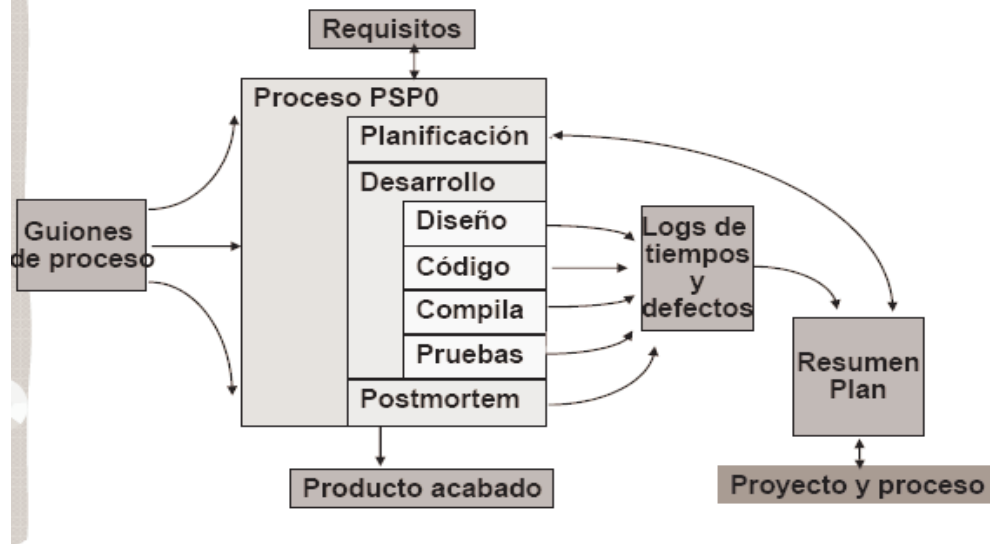 Requisitos
Proceso PSP0
Planificación
Desarrollo
Diseño
Código
Compila
Pruebas
Postmortem
Guiones
de proceso
Logs de
tiempos
y
defectos
Resumen
Plan
Producto acabado
Proyecto y proceso